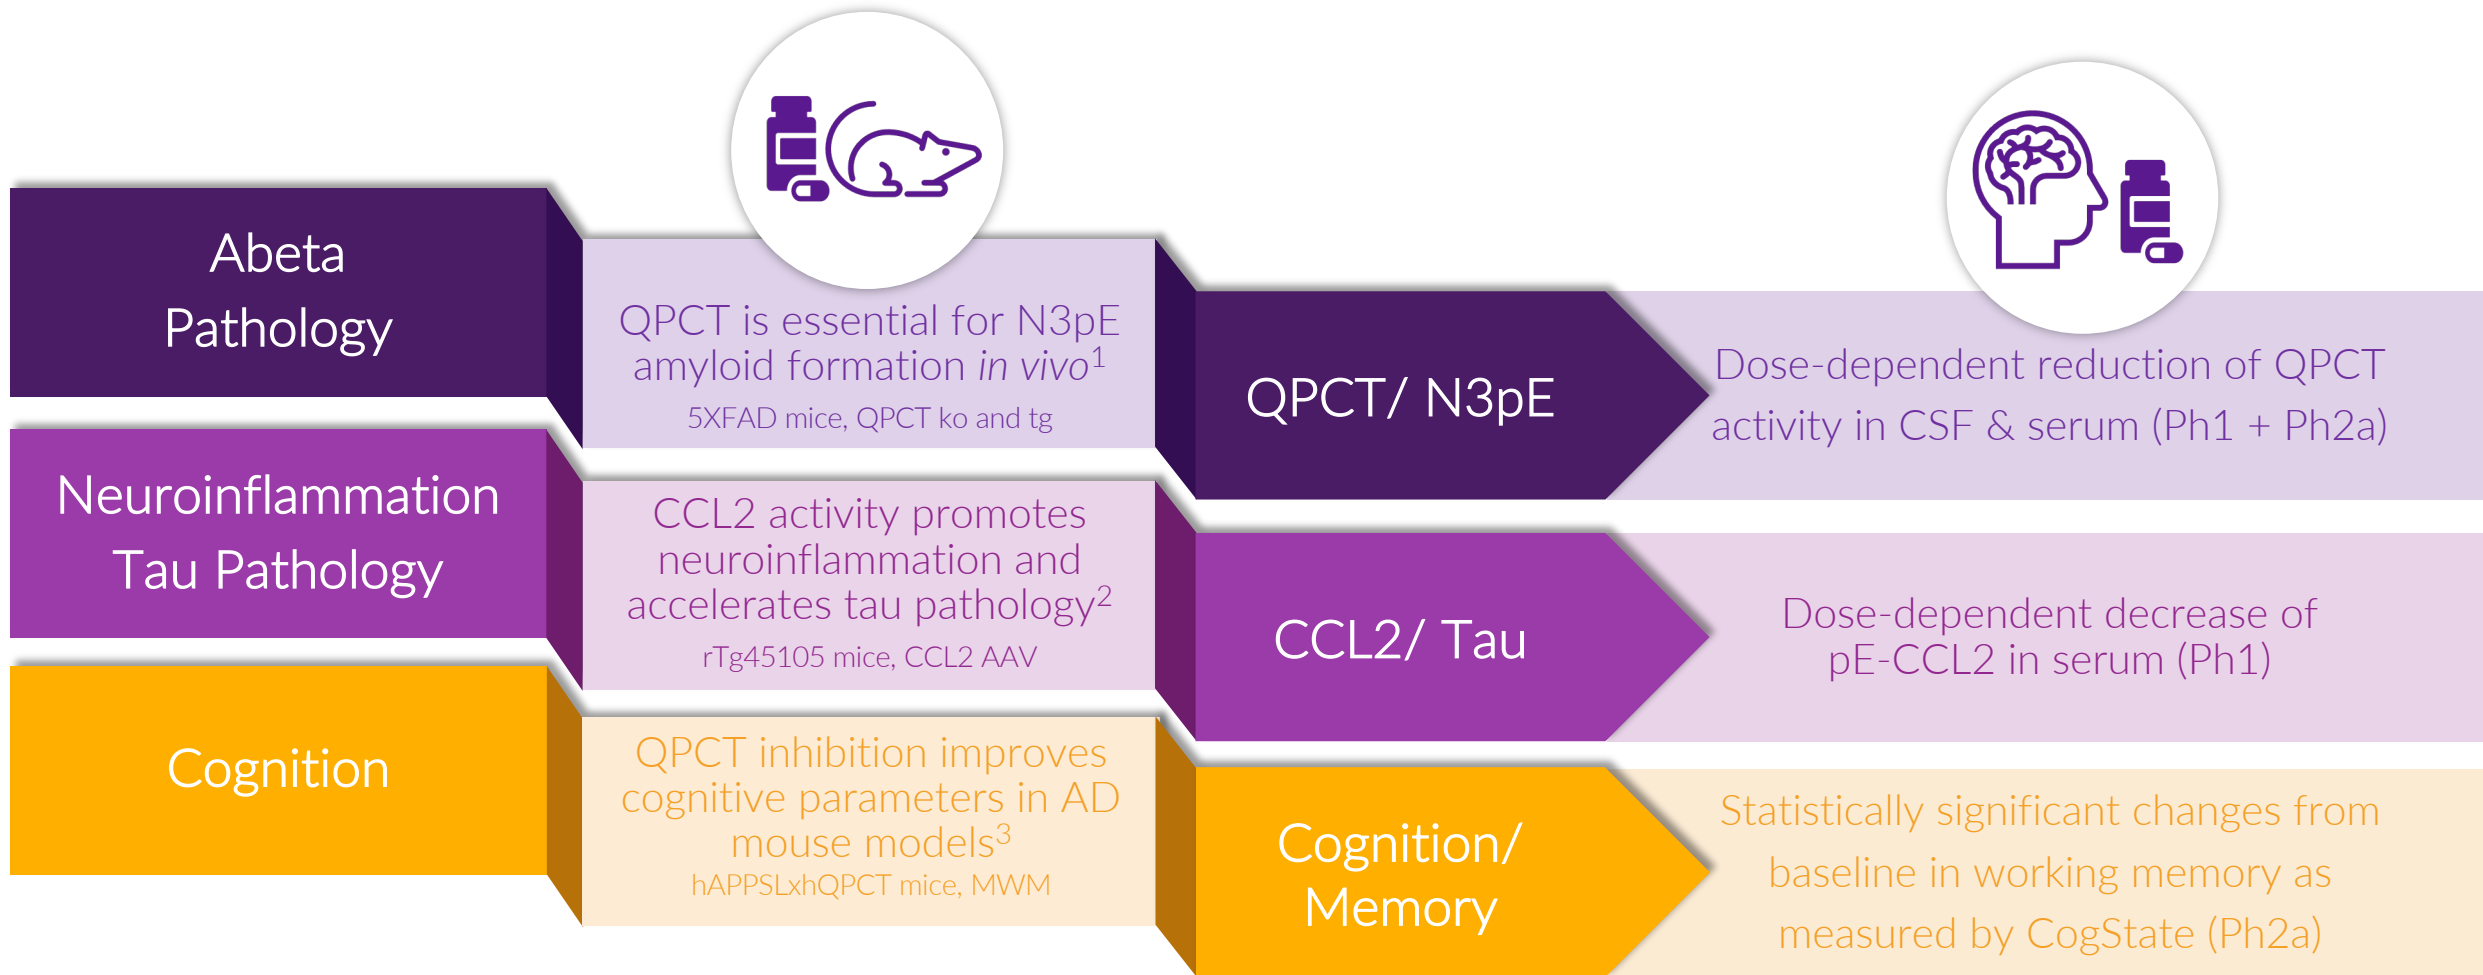 Abeta
Pathology
QPCT is essential for N3pE
amyloid formation in vivo1
5XFAD mice, QPCT ko and tg
QPCT/ N3pE
Dose-dependent reduction of QPCT
activity in CSF & serum (Ph1 + Ph2a)
Neuroinflammation
Tau Pathology
CCL2 activity promotes
neuroinflammation and
accelerates tau pathology2
rTg45105 mice, CCL2 AAV
CCL2/ Tau
Dose-dependent decrease of
pE-CCL2 in serum (Ph1)
Cognition
QPCT inhibition improves
cognitive parameters in AD
mouse models3
hAPPSLxhQPCT mice, MWM
Cognition/
Memory
Statistically significant changes from
baseline in working memory as
measured by CogState (Ph2a)